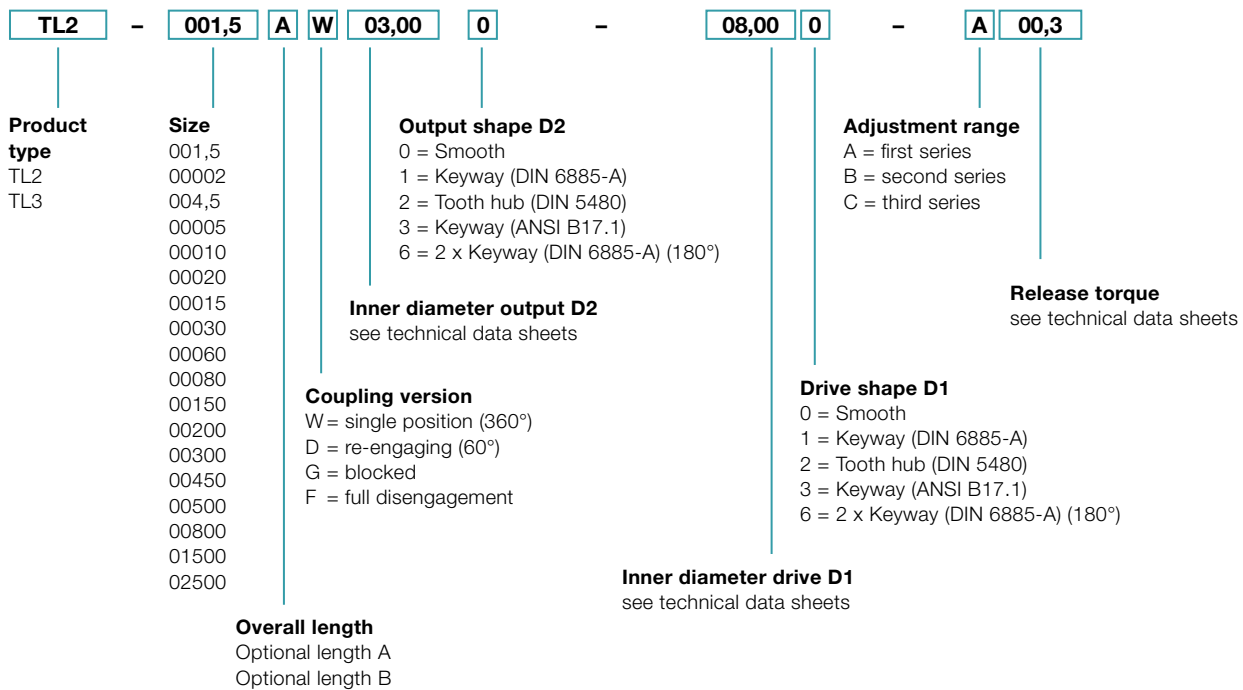 TL2 – 001,5 A W 03,00 0 – 08,00 0 – A 00,3
Product
type
TL2
TL3
Size
001,5
00002
004,5
00005
00010
00020
00015
00030
00060
00080
00150
00200
00300
00450
00500
00800
01500
02500
Overall length
Optional length A
Optional length B
Coupling version
W = single position (360°)
D = re-engaging (60°)
G = blocked
F = full disengagement
Inner diameter output D2
see technical data sheets
Output shape D2
0 = Smooth
1 = Keyway (DIN 6885-A)
2 = Tooth hub (DIN 5480)
3 = Keyway (ANSI B17.1)
6 = 2 x Keyway (DIN 6885-A) (180°)
Inner diameter drive D1
see technical data sheets
Drive shape D1
0 = Smooth
1 = Keyway (DIN 6885-A)
2 = Tooth hub (DIN 5480)
3 = Keyway (ANSI B17.1)
6 = 2 x Keyway (DIN 6885-A) (180°)
Adjustment range
A = first series
B = second series
C = third series
Release torque
see technical data sheets